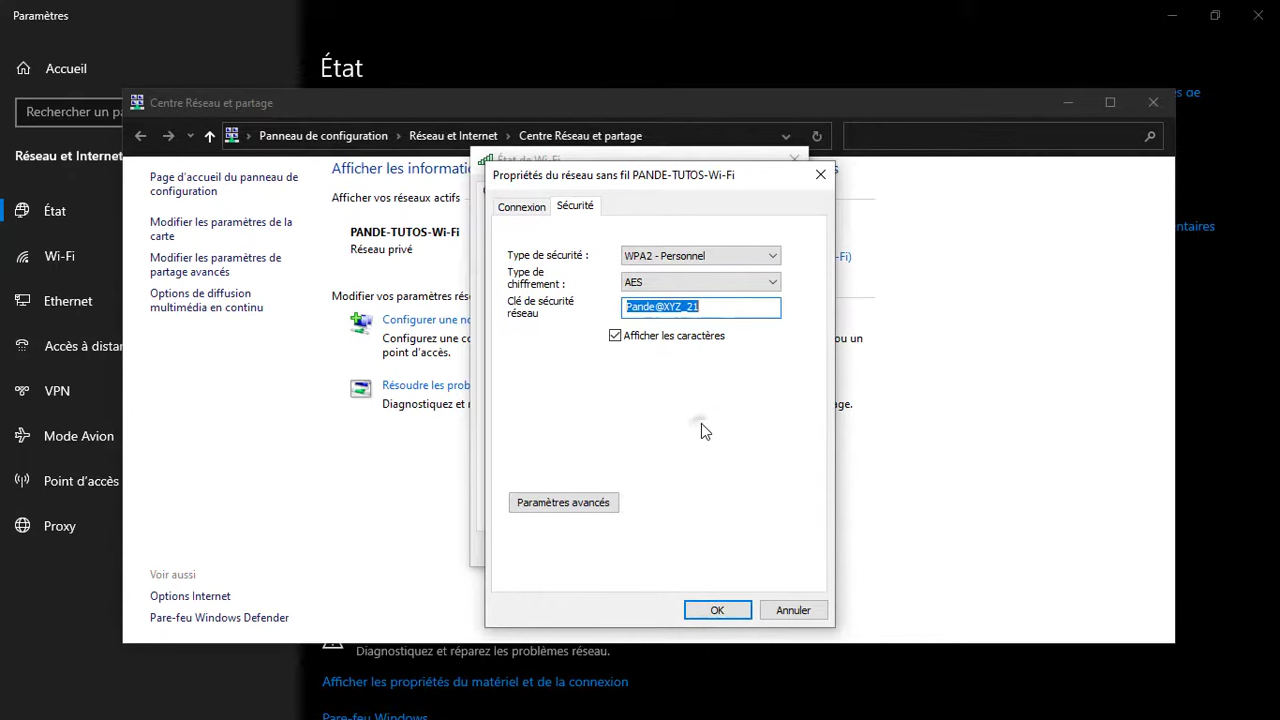 Paramètres
Accueil
Rechercher un pa
Réseau et Internet
État
Wi-Fi
Ethernet
Accès à distan
VPN
Mode Avion
Point d'accès
Proxy
État
Centre Réseau et partage
Panneau de configuration
Réseau et Internet
Centre Réseau et partage
Page d'accueil du panneau de
configuration
Modifier les paramètres de la
carte
Modifier les paramètres de
partage avancés
Options de diffusion
multimédia en continu
Voir aussi
Options Internet
Pare-feu Windows Defender
Afficher les informatio
Afficher vos réseaux actifs
PANDE-TUTOS-Wi-Fi
Réseau privé
Modifier vos paramètres rés
Configurer une no
Configurez une co
point d'accès.
Résoudre les prob
Diagnostiquez et r
État de Wi-Fi
Propriétés du réseau sans fil PANDE-TUTOS-Wi-Fi
Connexion
Sécurité
Type de sécurité :
WPA2 - Personnel
Type de
chiffrement :
AES
Clé de sécurité
réseau
Pande@XYZ_21
Afficher les caractères
Paramètres avancés
OK
Annuler
-Fi)
un
age.
entaires
Diagnostiquez et réparez les problèmes réseau.
Afficher les propriétés du matériel et de la connexion
Pare-feu Windows